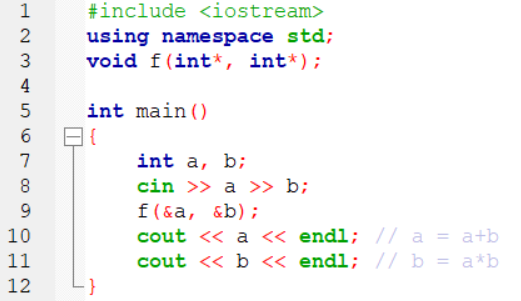 1 #include <iostream>
2 using namespace std;
3 void f(int*, int*);
4
5 int main()
6 {
7 int a, b;
8 cin >> a >> b;
9 f(&a, &b);
10 cout << a << endl; // a = a+b
11 cout << b << endl; // b = a*b
12 }